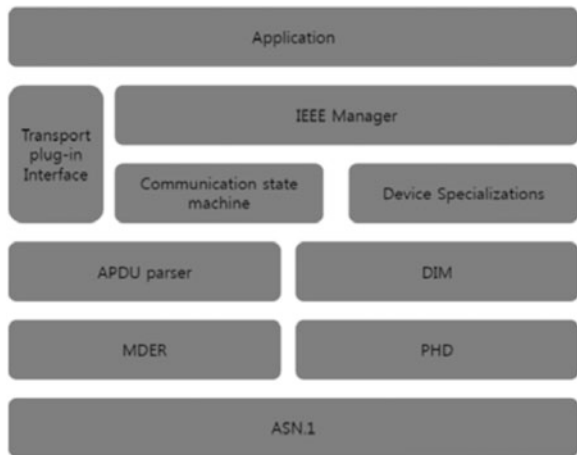 Application
Transport
plug-in
Interface
IEEE Manager
Communication state
machine
Device Specializations
APDU parser
DIM
MDER
PHD
ASN.1